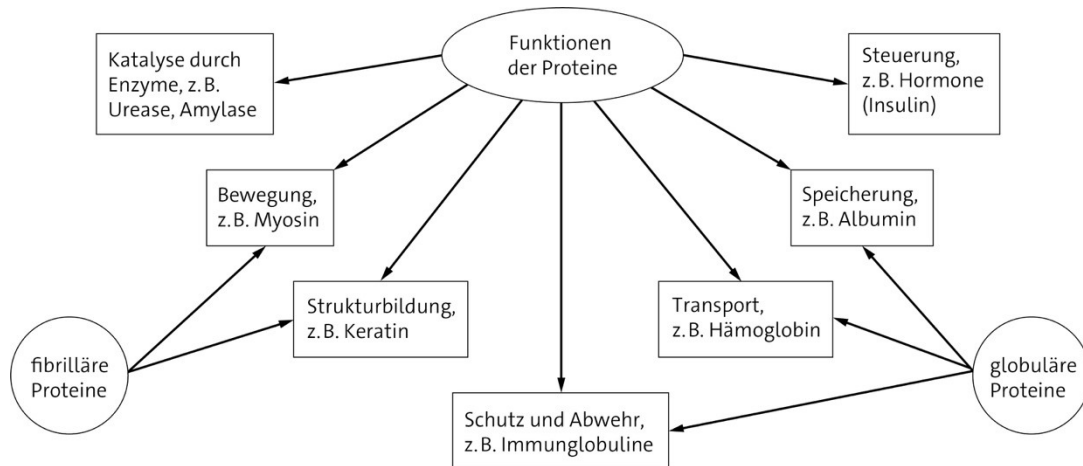 Funktionen
der Proteine
Katalyse durch
Enzyme, z. B.
Urease, Amylase
Steuerung,
z. B. Hormone
(Insulin)
Bewegung,
z. B. Myosin
Speicherung,
z. B. Albumin
Strukturbildung,
z. B. Keratin
Transport,
z. B. Hämoglobin
fibrilläre
Proteine
globuläre
Proteine
Schutz und Abwehr,
z. B. Immunglobuline